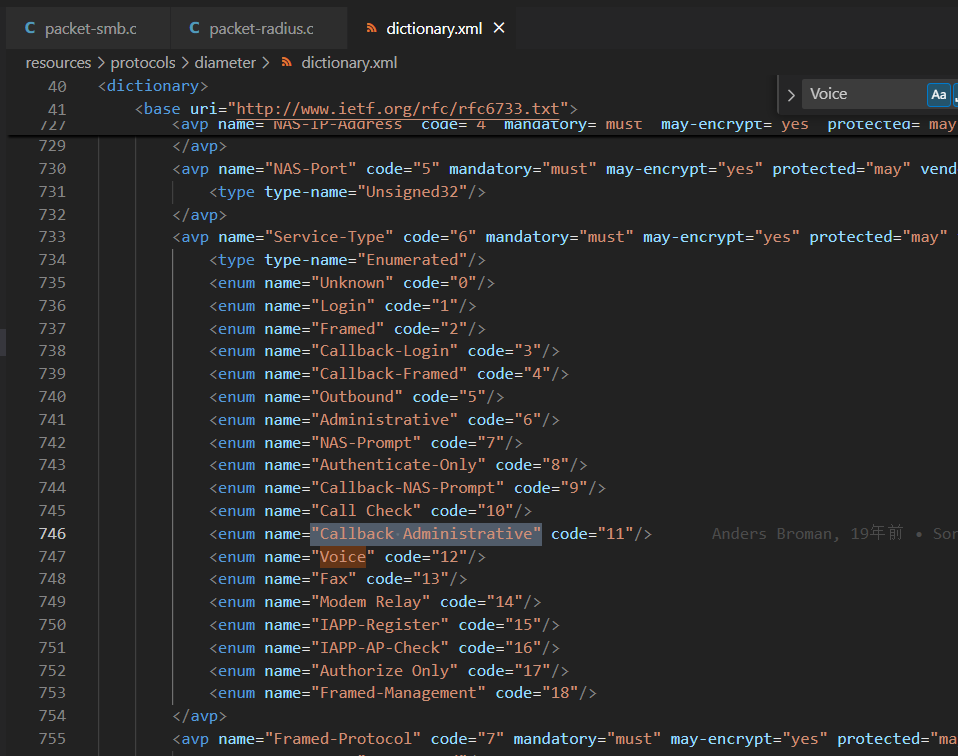 C packet-smb.c C packet-radius.c dictionary.xml ×
resources > protocols > diameter > dictionary.xml
Voice Aa
40 <dictionary>
41 <base uri="http://www.ietf.org/rfc/rfc6733.txt">
727 <avp name="NAS-IP-Address" code="4" mandatory="must" may-encrypt="yes" protected="may
729 </avp>
730 <avp name="NAS-Port" code="5" mandatory="must" may-encrypt="yes" protected="may" vend
731 <type type-name="Unsigned32"/>
732 </avp>
733 <avp name="Service-Type" code="6" mandatory="must" may-encrypt="yes" protected="may"
734 <type type-name="Enumerated"/>
735 <enum name="Unknown" code="0"/>
736 <enum name="Login" code="1"/>
737 <enum name="Framed" code="2"/>
738 <enum name="Callback-Login" code="3"/>
739 <enum name="Callback-Framed" code="4"/>
740 <enum name="Outbound" code="5"/>
741 <enum name="Administrative" code="6"/>
742 <enum name="NAS-Prompt" code="7"/>
743 <enum name="Authenticate-Only" code="8"/>
744 <enum name="Callback-NAS-Prompt" code="9"/>
745 <enum name="Call Check" code="10"/>
746 <enum name="Callback·Administrative" code="11"/> Anders Broman, 19年前 • Sor
747 <enum name="Voice" code="12"/>
748 <enum name="Fax" code="13"/>
749 <enum name="Modem Relay" code="14"/>
750 <enum name="IAPP-Register" code="15"/>
751 <enum name="IAPP-AP-Check" code="16"/>
752 <enum name="Authorize Only" code="17"/>
753 <enum name="Framed-Management" code="18"/>
754 </avp>
755 <avp name="Framed-Protocol" code="7" mandatory="must" may-encrypt="yes" protected="ma